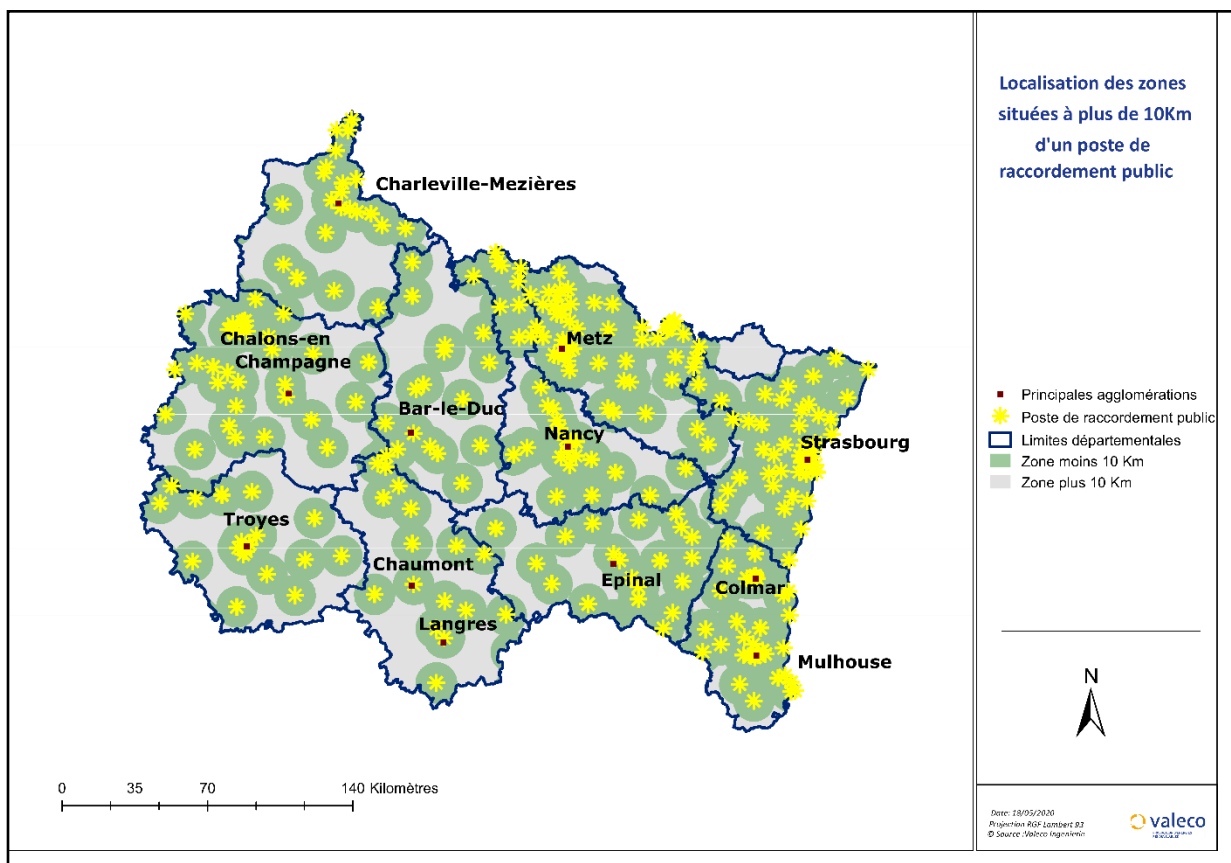 Localisation des zones
situées à plus de 10Km
d'un poste de
raccordement public
Charleville-Mezières
Chalons-en
Champagne
Metz
Bar-le-Duc
Nancy
Strasbourg
Troyes
Chaumont
Epinal
Colmar
Langres
Mulhouse
Principales agglomérations
Poste de raccordement public
Limites départementales
Zone moins 10 Km
Zone plus 10 Km
N
0 35 70 140 Kilomètres
Date: 18/05/2020
Projection RGF Lambert 93
© Source :Valeco Ingenierie
valeco